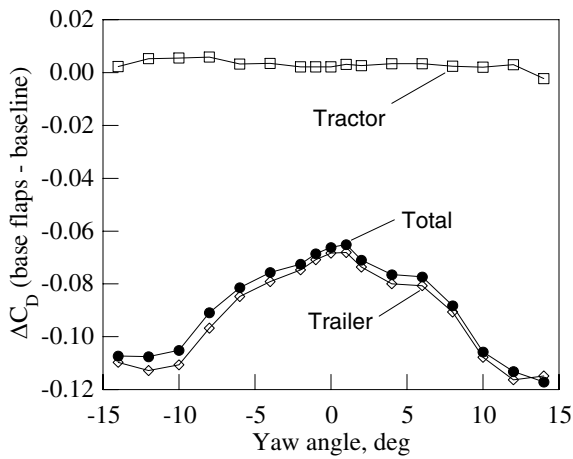 0.02
0.00
-0.02
-0.04
-0.06
-0.08
-0.10
-0.12
ΔC_D (base flaps - baseline)
Tractor
Total
Trailer
-15 -10 -5 0 5 10 15
Yaw angle, deg